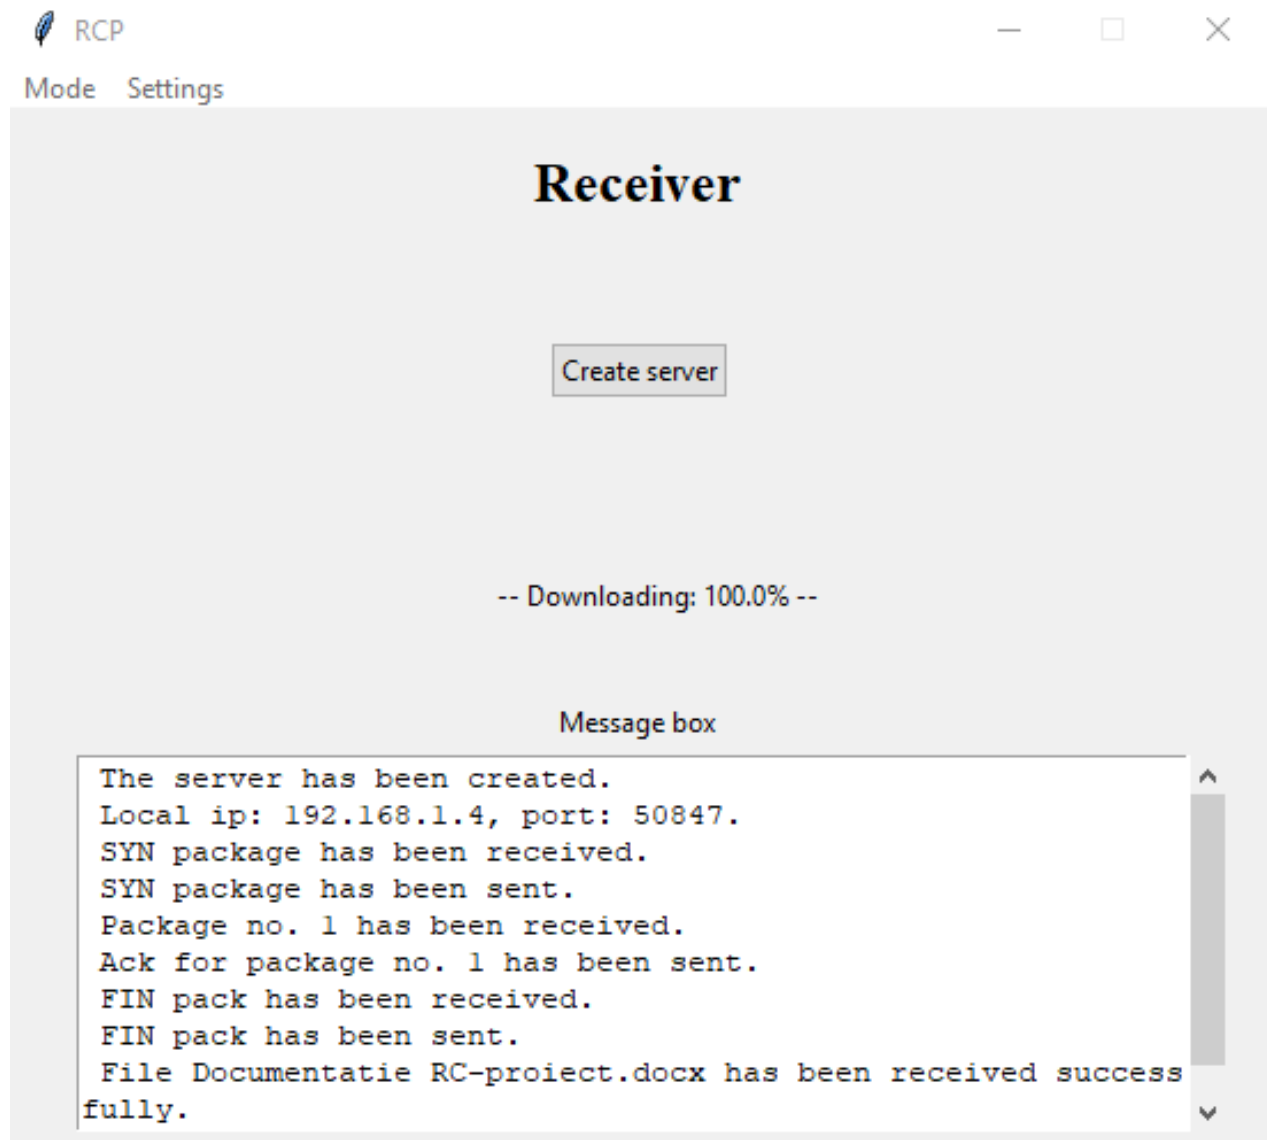 RCP
Mode Settings
Receiver
Create server
-- Downloading: 100.0% --
Message box
The server has been created.
Local ip: 192.168.1.4, port: 50847.
SYN package has been received.
SYN package has been sent.
Package no. 1 has been received.
Ack for package no. 1 has been sent.
FIN pack has been received.
FIN pack has been sent.
File Documentatie RC-proiect.docx has been received success
fully.